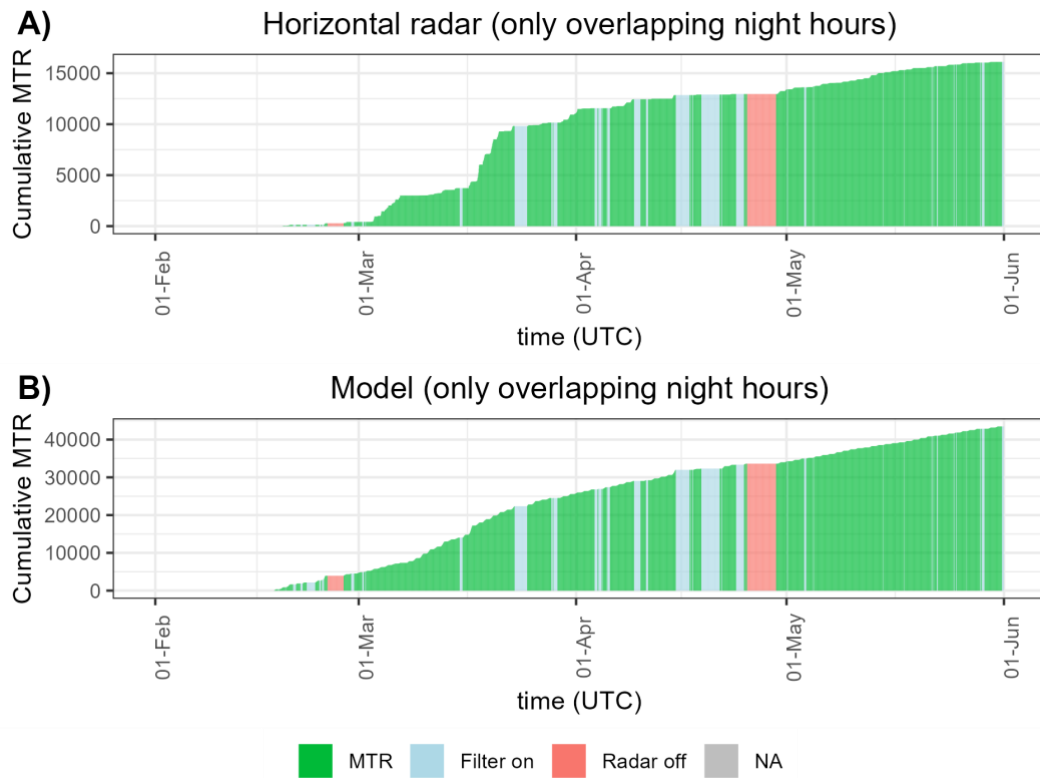 A) Horizontal radar (only overlapping night hours)
Cumulative MTR
15000
10000
5000
0
01-Feb 01-Mar 01-Apr 01-May 01-Jun
time (UTC)
B) Model (only overlapping night hours)
Cumulative MTR
40000
30000
20000
10000
0
01-Feb 01-Mar 01-Apr 01-May 01-Jun
time (UTC)
MTR Filter on Radar off NA